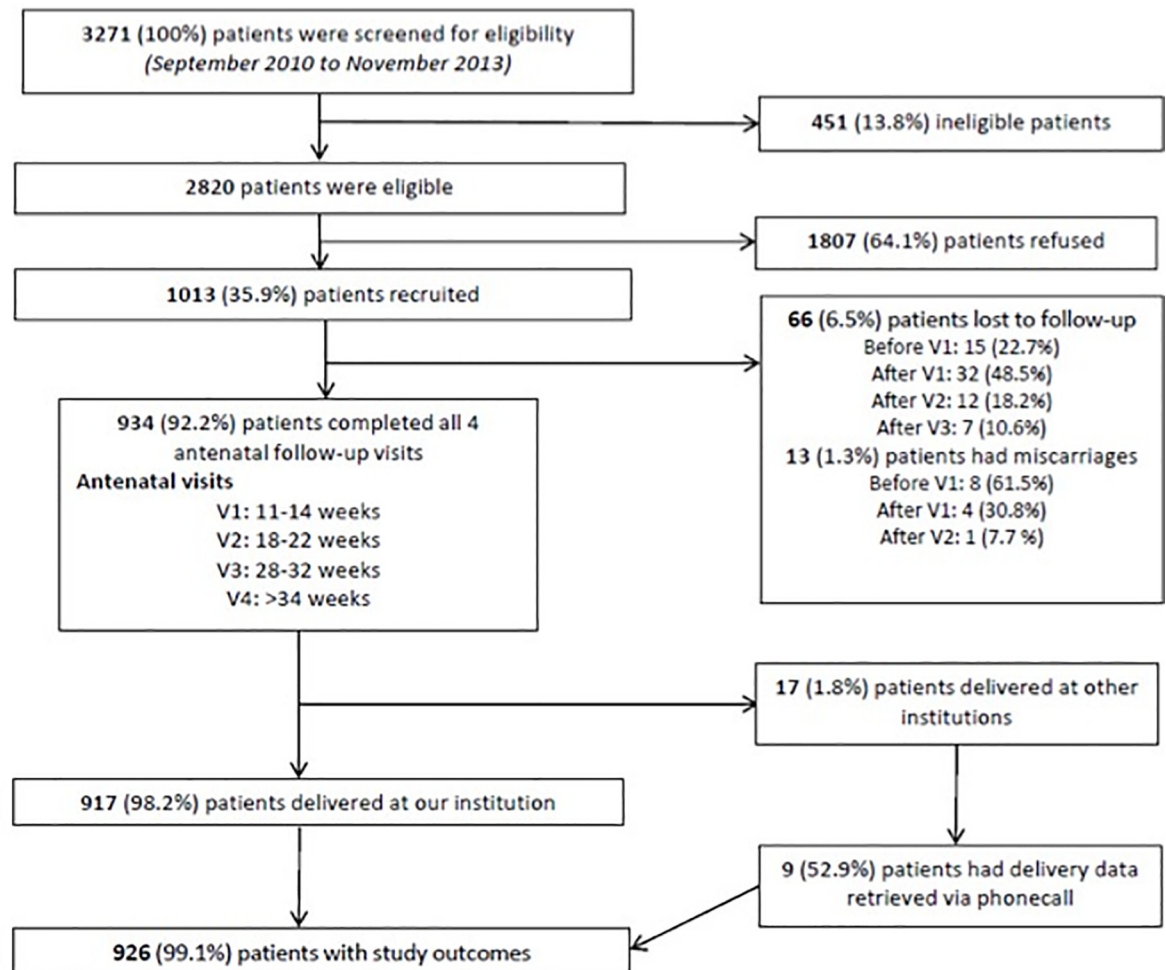 3271 (100%) patients were screened for eligibility
(September 2010 to November 2013)
451 (13.8%) ineligible patients
2820 patients were eligible
1807 (64.1%) patients refused
1013 (35.9%) patients recruited
66 (6.5%) patients lost to follow-up
Before V1: 15 (22.7%)
After V1: 32 (48.5%)
After V2: 12 (18.2%)
After V3: 7 (10.6%)
13 (1.3%) patients had miscarriages
Before V1: 8 (61.5%)
After V1: 4 (30.8%)
After V2: 1 (7.7 %)
934 (92.2%) patients completed all 4
antenatal follow-up visits
Antenatal visits
V1: 11-14 weeks
V2: 18-22 weeks
V3: 28-32 weeks
V4: >34 weeks
17 (1.8%) patients delivered at other
institutions
917 (98.2%) patients delivered at our institution
9 (52.9%) patients had delivery data
retrieved via phonecall
926 (99.1%) patients with study outcomes